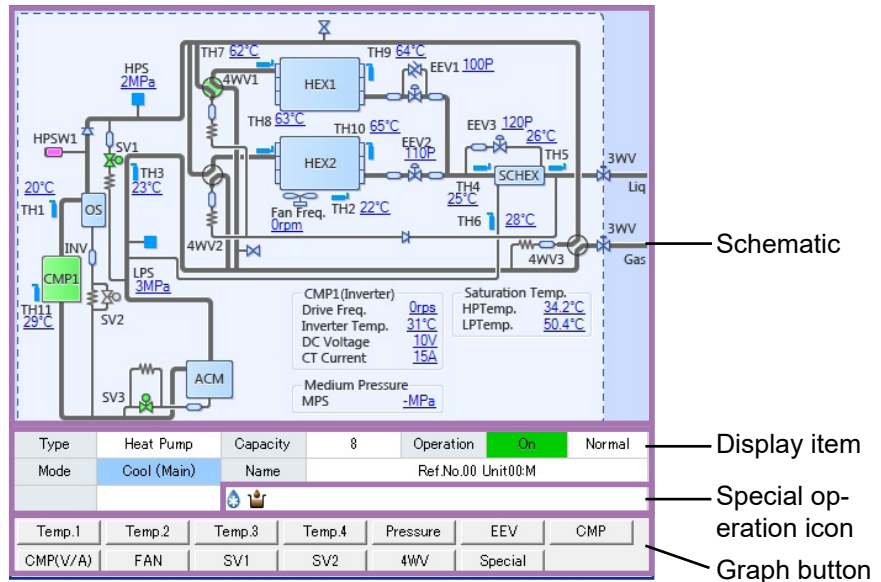 TH7 62°C
TH9 64°C
HPS
2MPa
4WV1
HEX1
EEV1 100P
TH8 63°C
TH10 65°C
EEV3 120P
26°C
HPSW1
SV1
EEV2
110P
HEX2
TH3
23°C
SCHEX
TH5
3WV
Liq
20°C
TH1
OS
TH4
25°C
Fan Freq.
0rpm
TH2 22°C
TH6
28°C
3WV
INV
4WV2
4WV3
Gas
Schematic
CMP1
LPS
3MPa
TH11
29°C
SV2
CMP1(Inverter)
Drive Freq. 0rps
Inverter Temp. 31°C
DC Voltage 10V
CT Current 15A
Saturation Temp.
HPTemp. 34.2°C
LPTemp. 50.4°C
ACM
SV3
Medium Pressure
MPS -MPa
Type Heat Pump Capacity 8 Operation On Normal
Display item
Mode Cool (Main) Name Ref.No.00 Unit00:M
Special op-
eration icon
Temp.1 Temp.2 Temp.3 Temp.4 Pressure EEV CMP
CMP(V/A) FAN SV1 SV2 4WV Special
Graph button